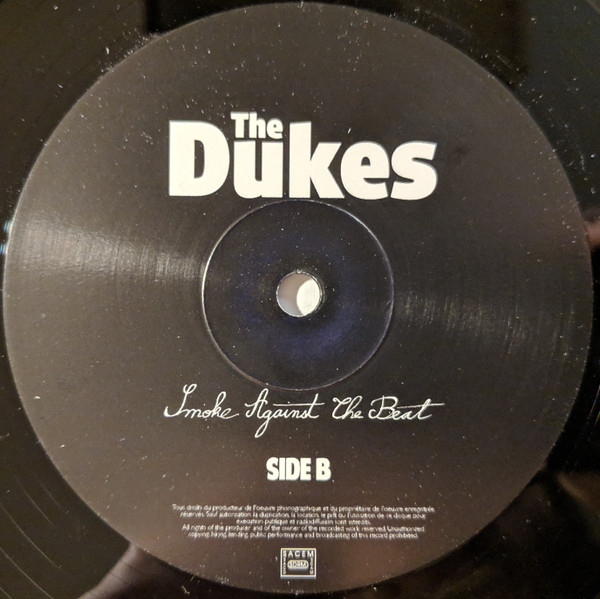 The
Dukes
Smoke Against The Beat
SIDE B
Tous droits du producteur de l'oeuvre phonographique et du propriétaire de l'oeuvre enregistrée
réservés. Sauf autorisation la duplication, la location, le prêt ou l'utilisation de ce disque pour
exécution publique et radiodiffusion sont interdits.
All rights of the producer and of the owner of the recorded work reserved. Unauthorized
copying, hiring, lending, public performance and broadcasting of this record prohibited.
SACEM
SDRM